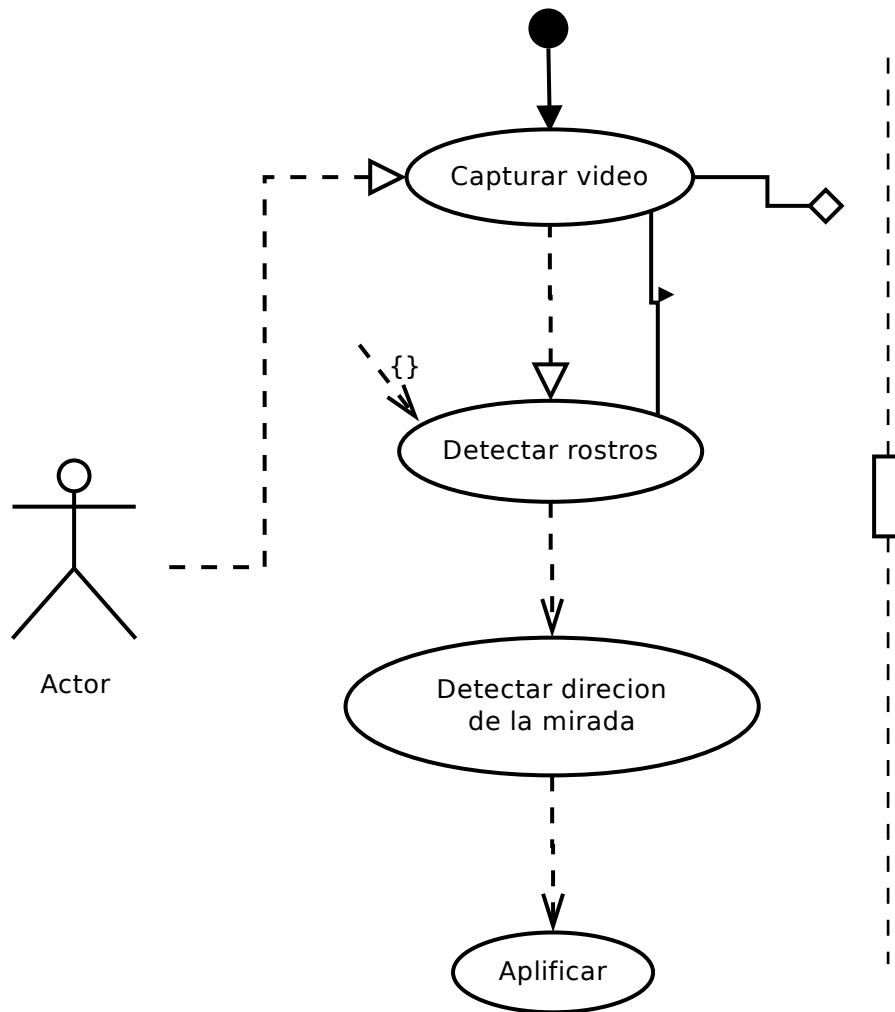 Capturar video
{}
Detectar rostros
Actor
Detectar direcion
de la mirada
Aplificar